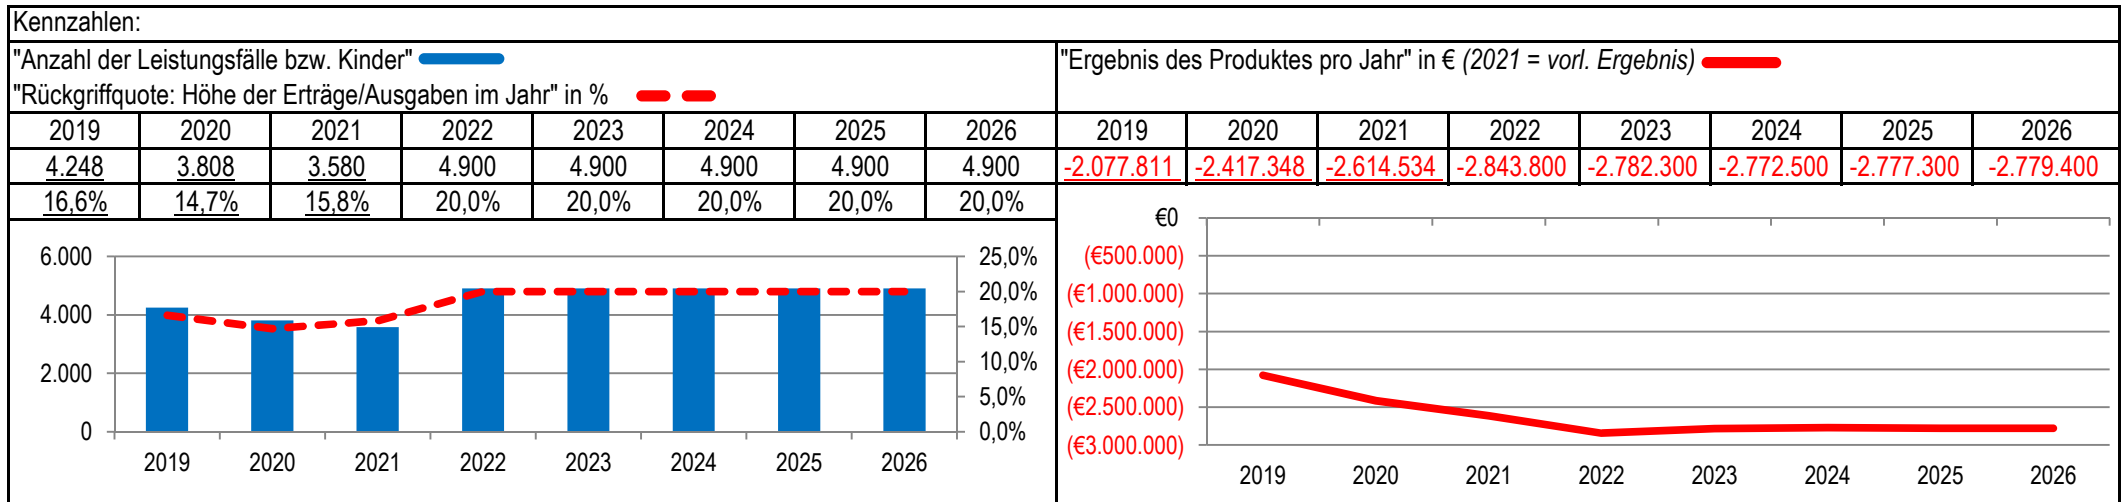 Kennzahlen:
"Anzahl der Leistungsfälle bzw. Kinder"
"Rückgriffquote: Höhe der Erträge/Ausgaben im Jahr" in %
2019 2020 2021 2022 2023 2024 2025 2026
4.248 3.808 3.580 4.900 4.900 4.900 4.900 4.900
16,6% 14,7% 15,8% 20,0% 20,0% 20,0% 20,0% 20,0%
6.000
4.000
2.000
0
25,0%
20,0%
15,0%
10,0%
5,0%
0,0%
2019 2020 2021 2022 2023 2024 2025 2026
"Ergebnis des Produktes pro Jahr" in € (2021 = vorl. Ergebnis)
2019 2020 2021 2022 2023 2024 2025 2026
-2.077.811 -2.417.348 -2.614.534 -2.843.800 -2.782.300 -2.772.500 -2.777.300 -2.779.400
€0
(€500.000)
(€1.000.000)
(€1.500.000)
(€2.000.000)
(€2.500.000)
(€3.000.000)
2019 2020 2021 2022 2023 2024 2025 2026